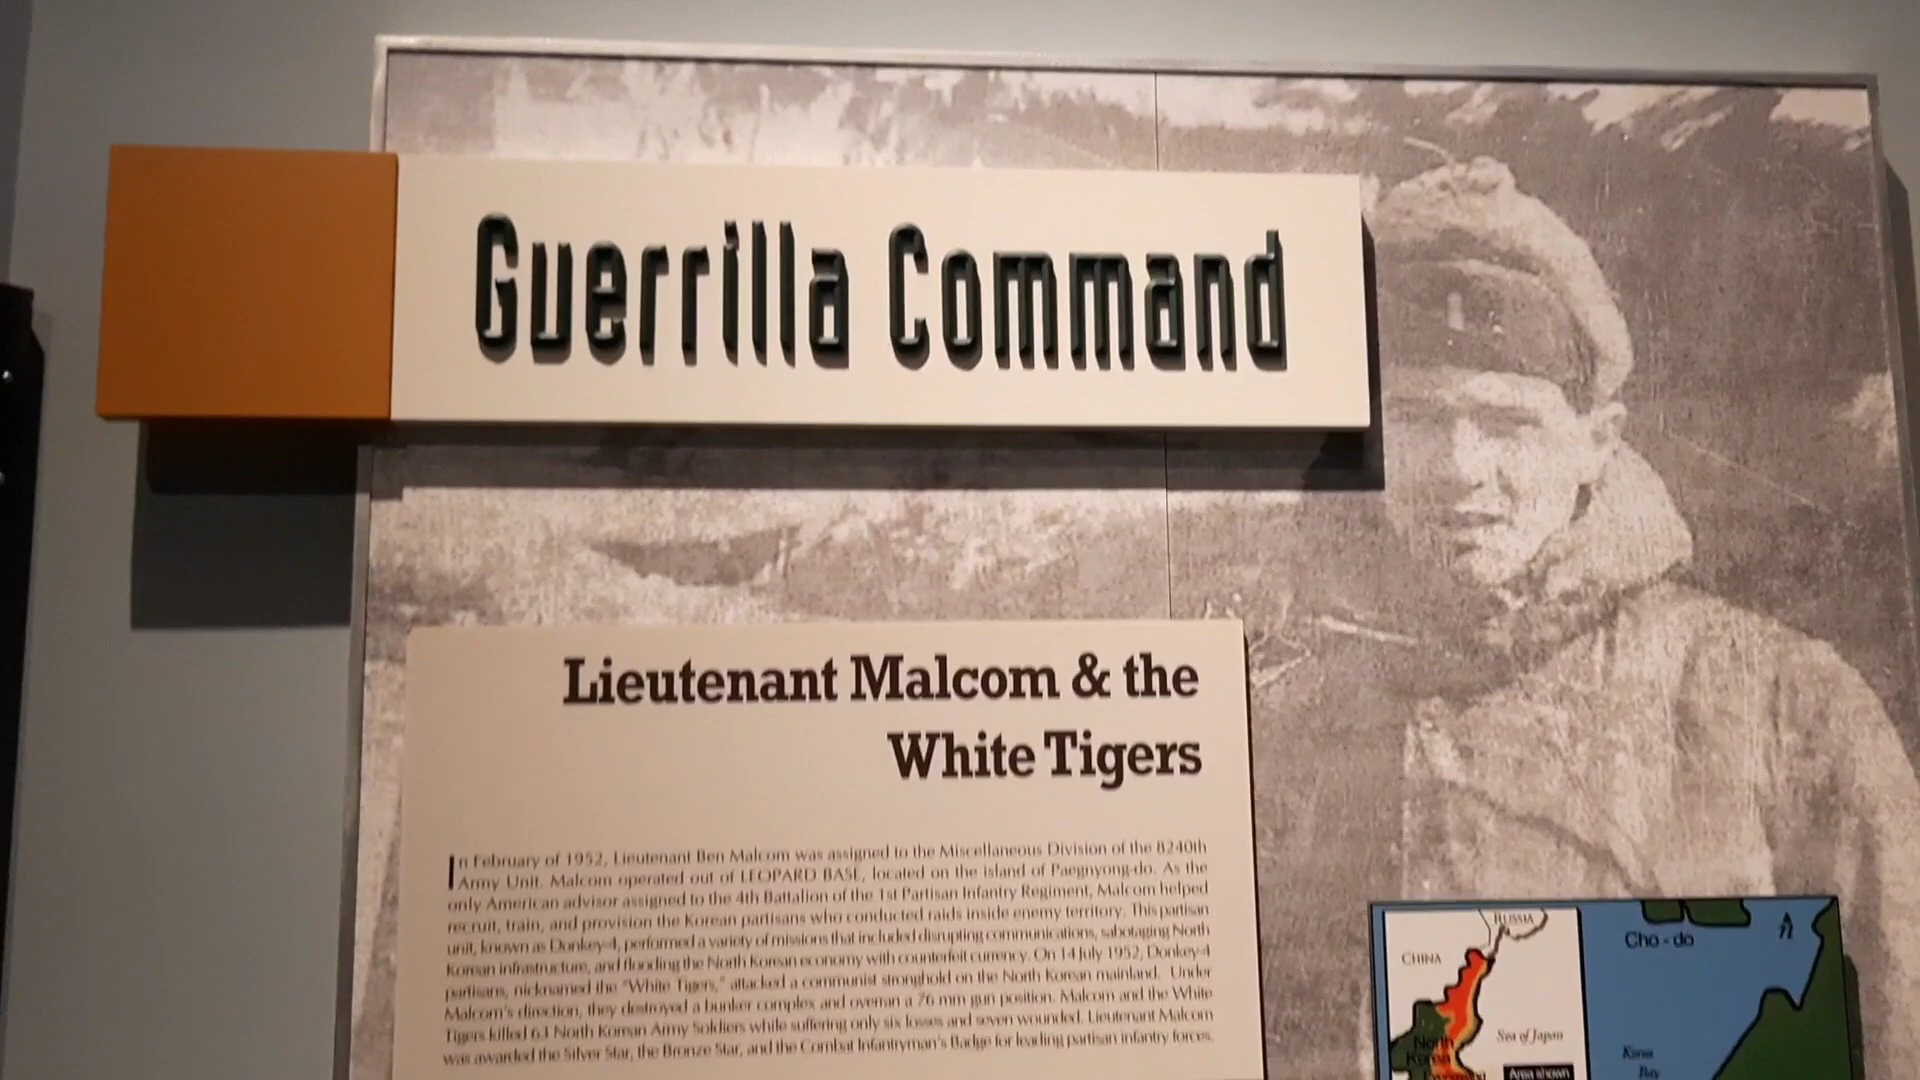 Guerrilla Command
Lieutenant Malcom & the
White Tigers
In February of 1952, Lieutenant Ben Malcom was assigned to the Miscellaneous Division of the 8240th
Army Unit. Malcom operated out of LEOPARD BASE, located on the island of Paegnyong-do. As the
only American advisor assigned to the 4th Battalion of the 1st Partisan Infantry Regiment, Malcom helped
recruit, train, and provision the Korean partisans who conducted raids inside enemy territory. This partisan
unit, known as Donkey-4, performed a variety of missions that included disrupting communications, sabotaging North
Korean infrastructure, and flooding the North Korean economy with counterfeit currency. On 14 July 1952, Donkey-4
partisans, nicknamed the "White Tigers," attacked a communist stronghold on the North Korean mainland. Under
Malcom's direction, they destroyed a bunker complex and overran a 76 mm gun position. Malcom and the White
Tigers killed 63 North Korean Army Soldiers while suffering only six losses and seven wounded. Lieutenant Malcom
was awarded the Silver Star, the Bronze Star, and the Combat Infantryman's Badge for leading partisan infantry forces.
RUSSIA
CHINA
Sea of Japan
North
Korea
Area shown
Cho-do
n
Korea
Bay